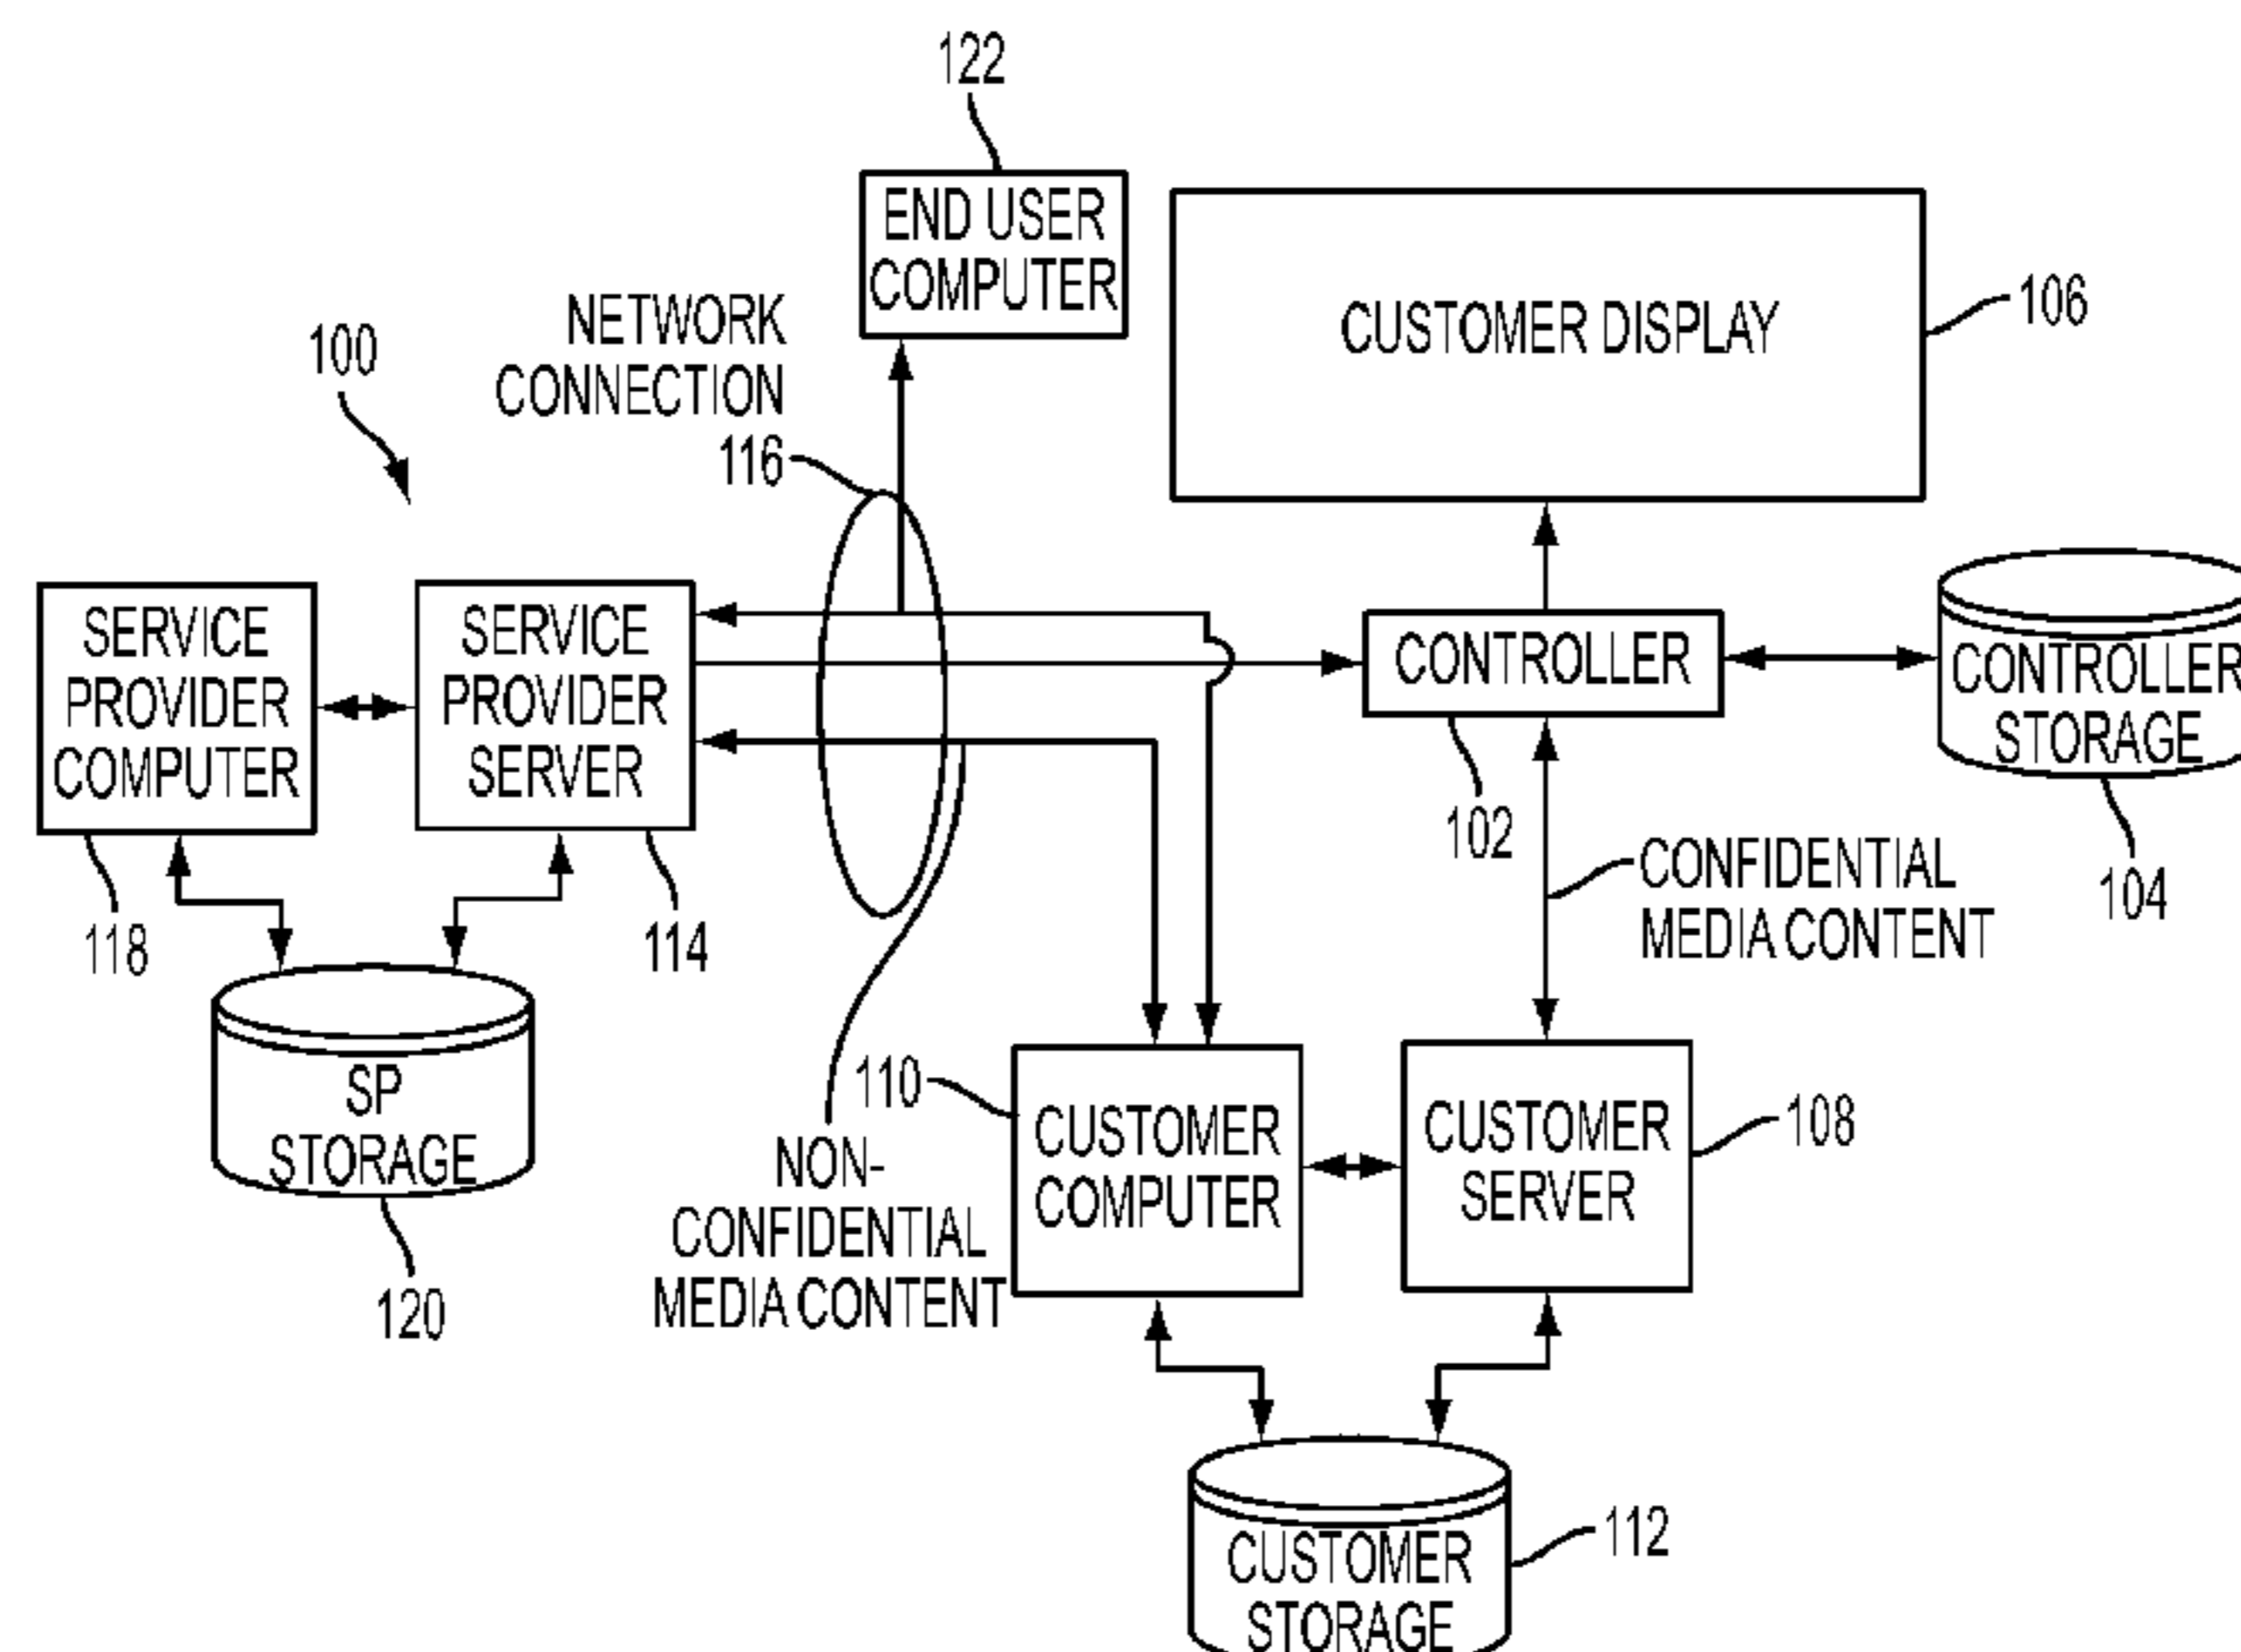 122
END USER
COMPUTER
CUSTOMER DISPLAY
106
NETWORK
CONNECTION
116
100
SERVICE
PROVIDER
COMPUTER
SERVICE
PROVIDER
SERVER
CONTROLLER
CONTROLLER
STORAGE
102
104
CONFIDENTIAL
MEDIA CONTENT
118
114
SP
STORAGE
120
110
NON-
CONFIDENTIAL
MEDIA CONTENT
CUSTOMER
COMPUTER
CUSTOMER
SERVER
108
CUSTOMER
STORAGE
112